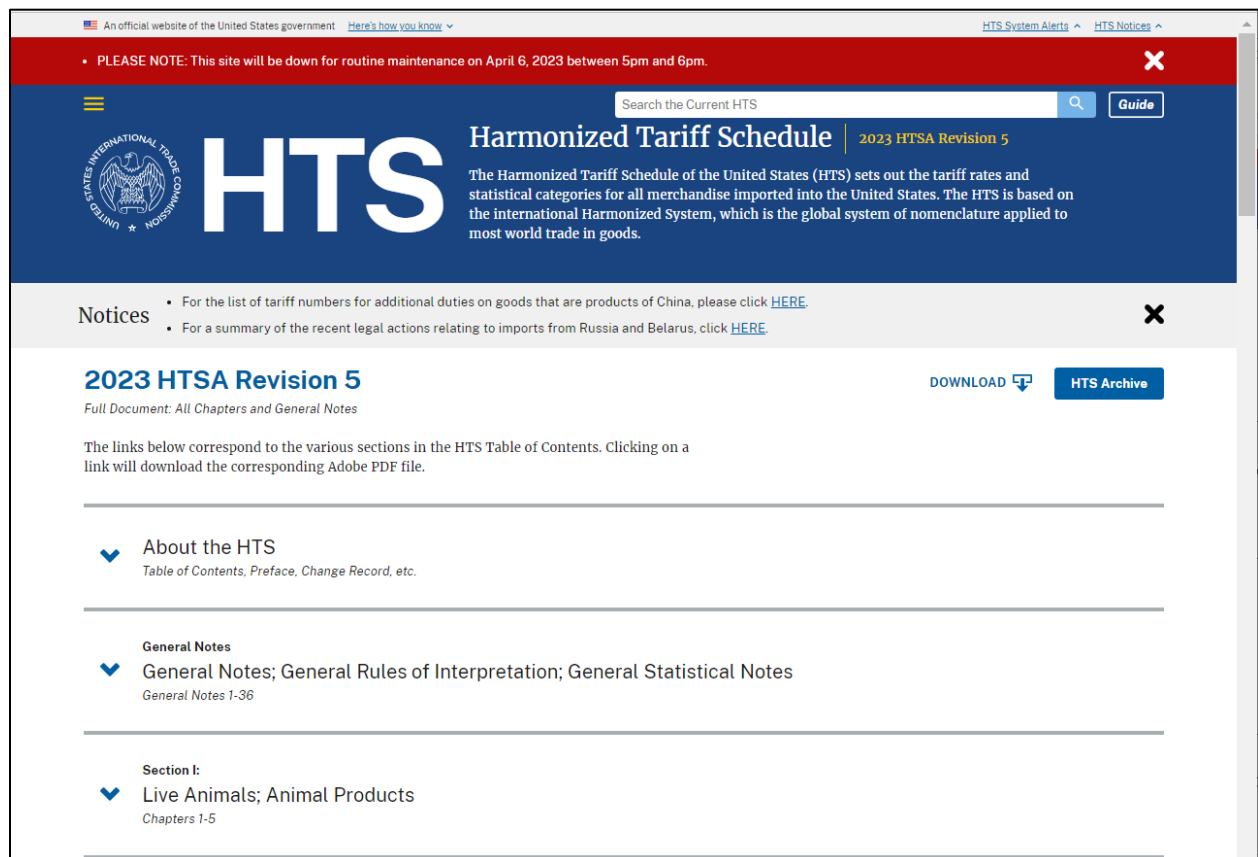 An official website of the United States government Here's how you know
HTS System Alerts HTS Notices
• PLEASE NOTE: This site will be down for routine maintenance on April 6, 2023 between 5pm and 6pm.
Search the Current HTS
Guide
UNITED STATES INTERNATIONAL TRADE COMMISSION
HTS
Harmonized Tariff Schedule | 2023 HTSA Revision 5
The Harmonized Tariff Schedule of the United States (HTS) sets out the tariff rates and
statistical categories for all merchandise imported into the United States. The HTS is based on
the international Harmonized System, which is the global system of nomenclature applied to
most world trade in goods.
Notices
• For the list of tariff numbers for additional duties on goods that are products of China, please click HERE.
• For a summary of the recent legal actions relating to imports from Russia and Belarus, click HERE.
2023 HTSA Revision 5
DOWNLOAD
HTS Archive
Full Document: All Chapters and General Notes
The links below correspond to the various sections in the HTS Table of Contents. Clicking on a
link will download the corresponding Adobe PDF file.
About the HTS
Table of Contents, Preface, Change Record, etc.
General Notes
General Notes; General Rules of Interpretation; General Statistical Notes
General Notes 1-36
Section I:
Live Animals; Animal Products
Chapters 1-5